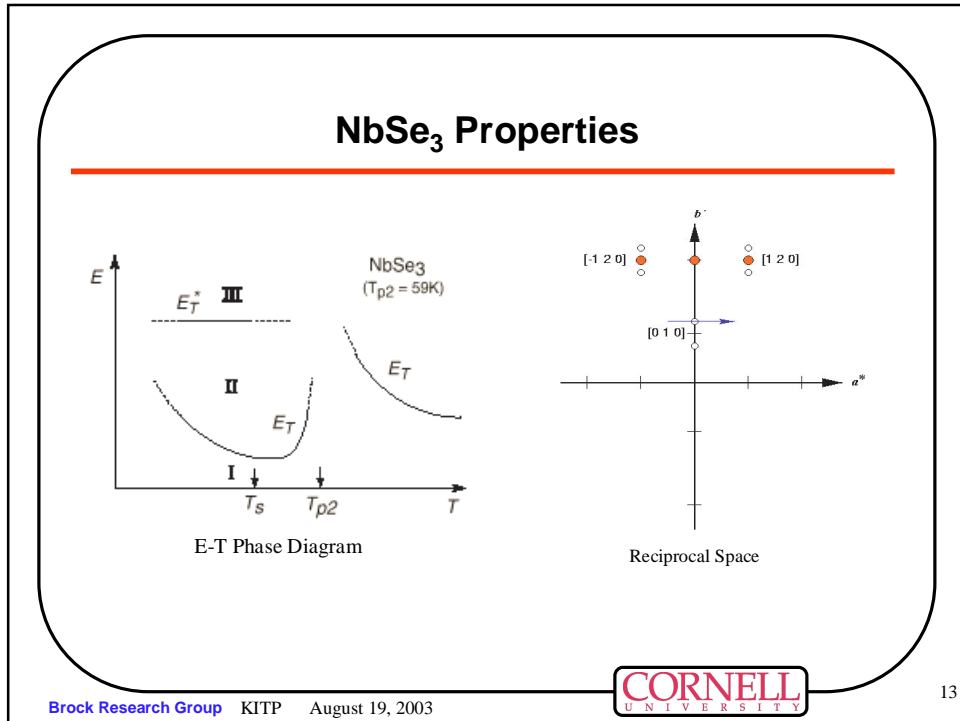 NbSe3 Properties
E
E*T III
NbSe3
(Tp2 = 59K)
II
ET
ET
I
Ts
Tp2
T
E-T Phase Diagram
b*
[-1 2 0]
[1 2 0]
[0 1 0]
a*
Reciprocal Space
Brock Research Group KITP August 19, 2003
CORNELL
UNIVERSITY
13